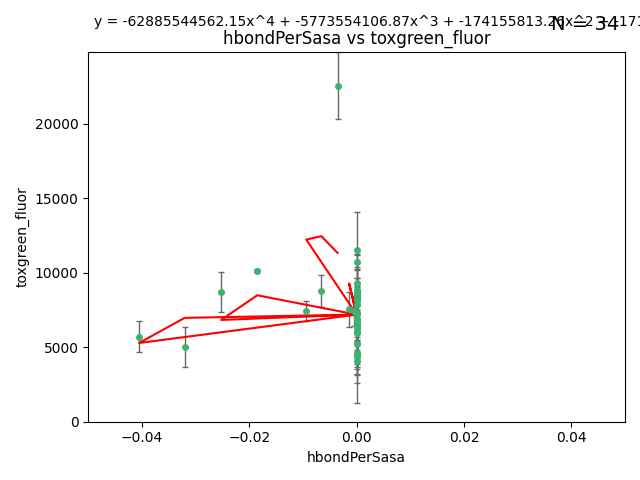 y = -62885544562.15x^4 + -5773554106.87x^3 + -174155813.26x^2 + -171
N = 34
hbondPerSasa vs toxgreen_fluor
20000
15000
10000
5000
0
toxgreen_fluor
−0.04 −0.02 0.00 0.02 0.04
hbondPerSasa